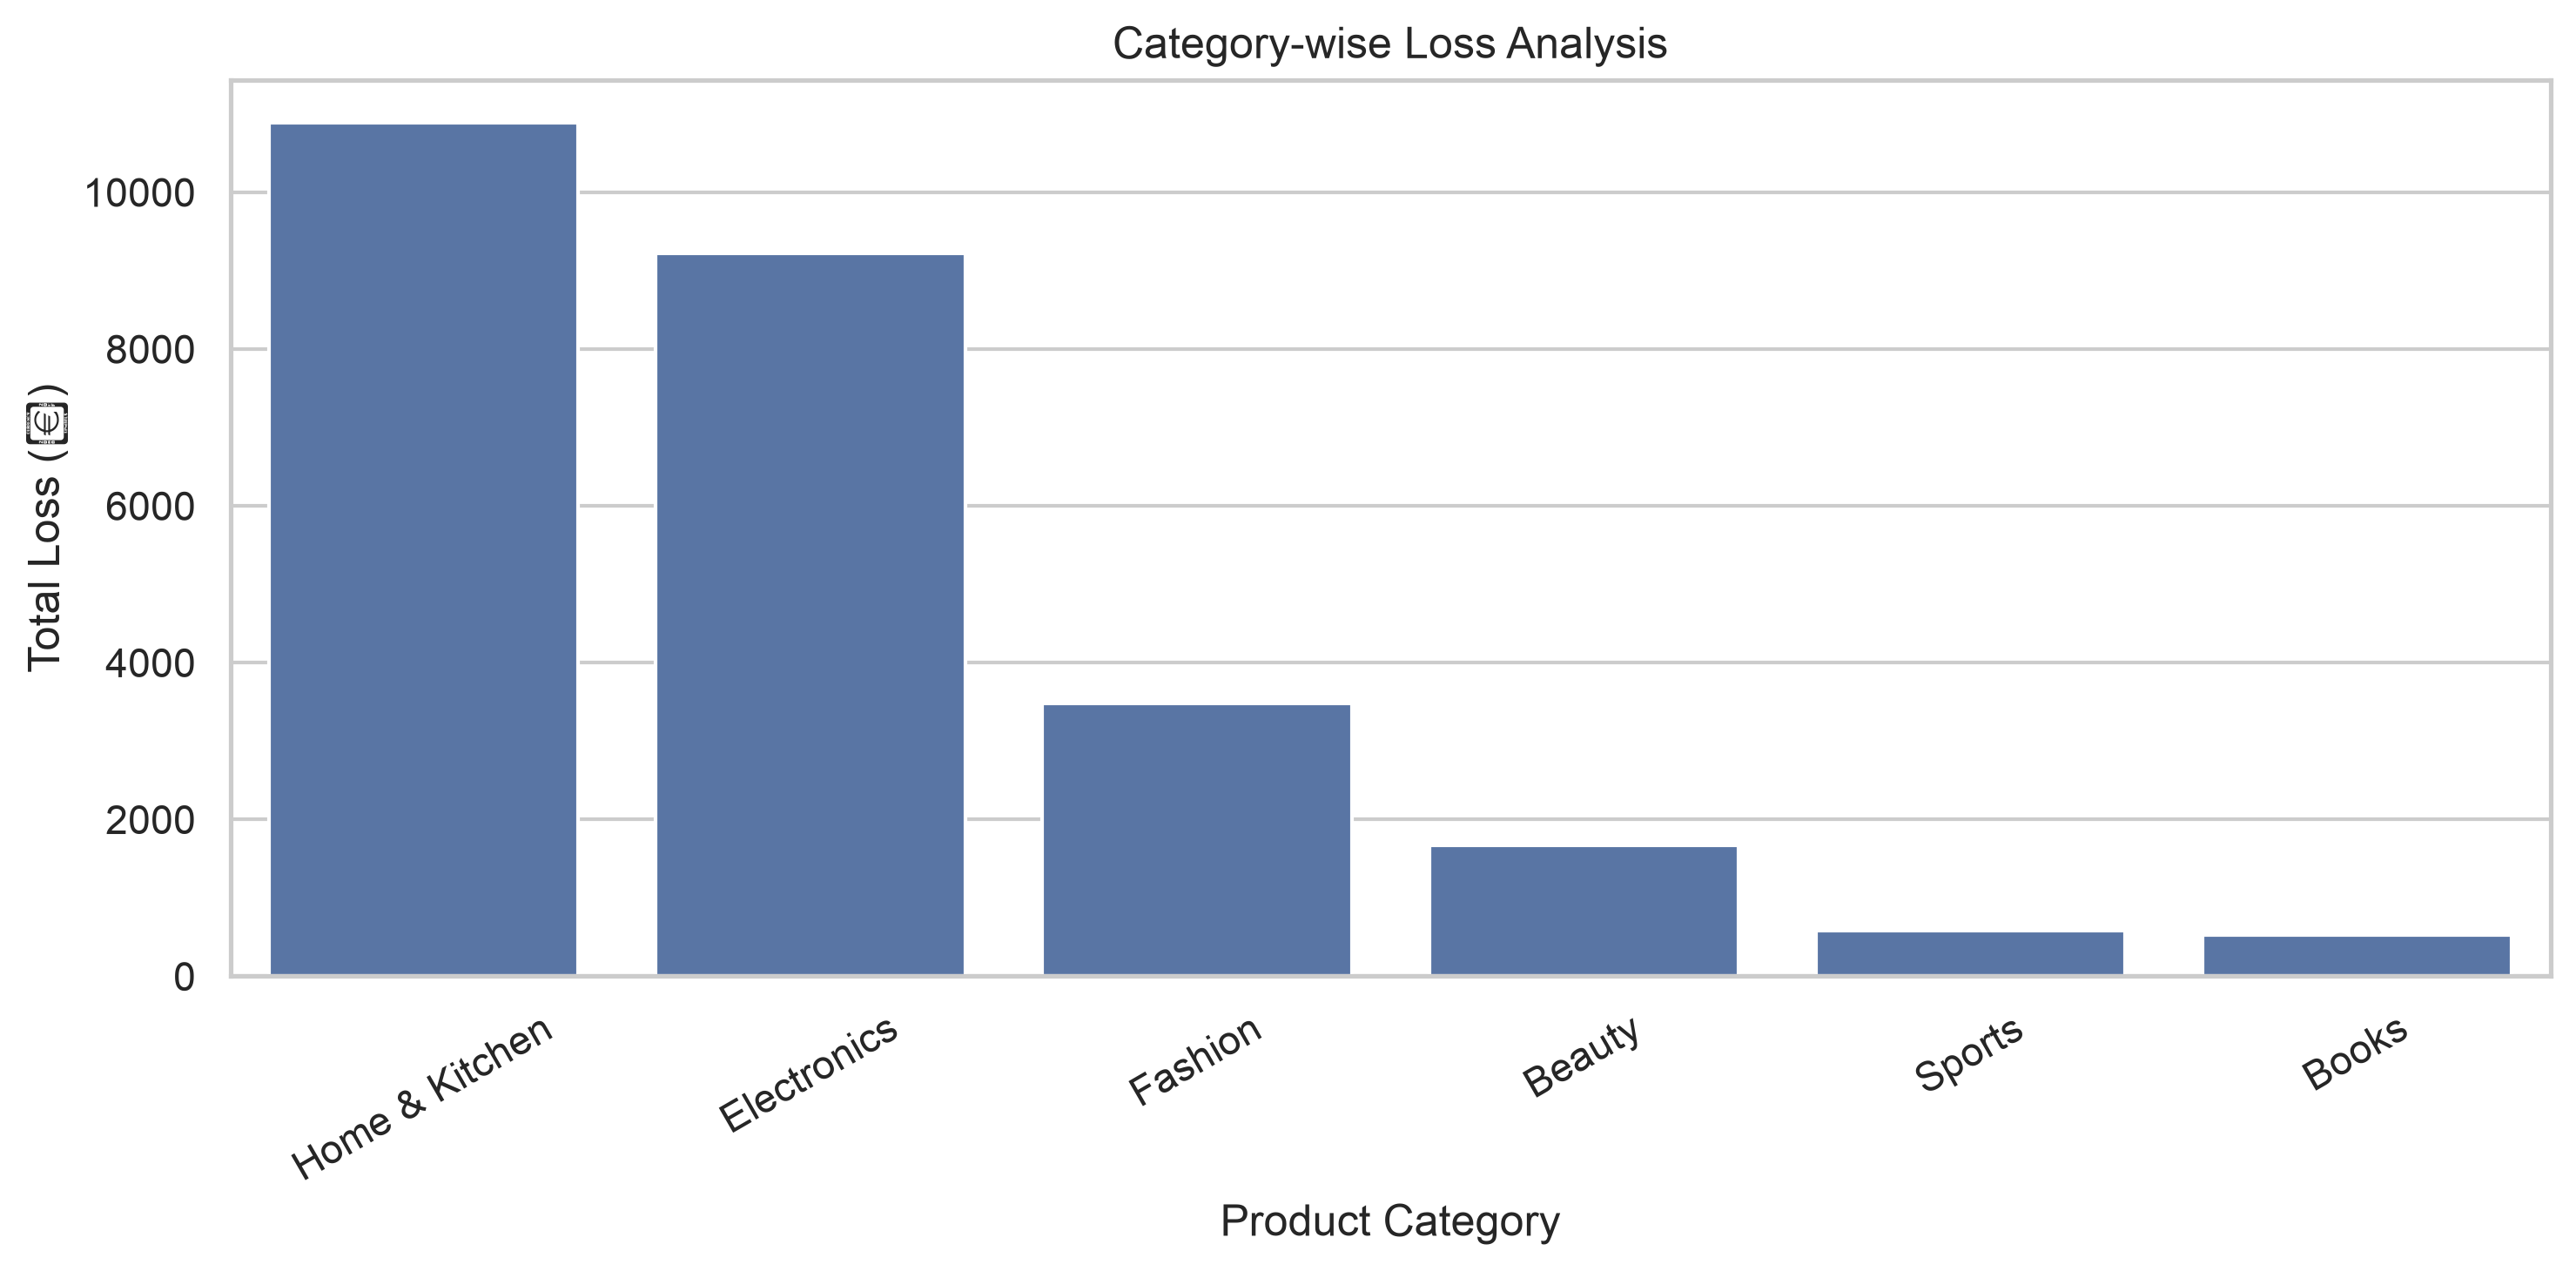 Category-wise Loss Analysis
Total Loss ()
10000
8000
6000
4000
2000
0
Home & Kitchen
Electronics
Fashion
Beauty
Sports
Books
Product Category